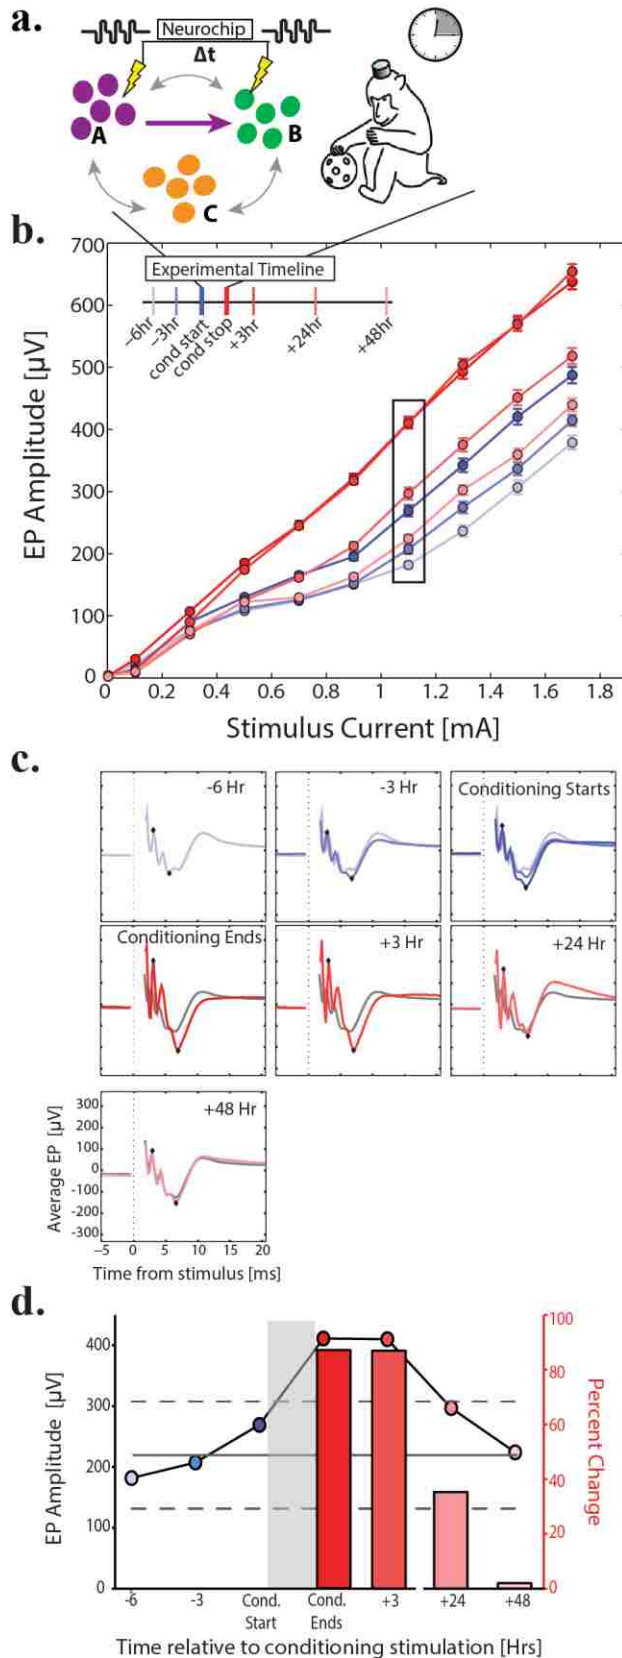 a.
Neurochip
Δt
A
B
C
b.
700
Experimental Timeline
600
500
400
300
200
100
0
−6hr
−3hr
cond start
cond stop
+3hr
+24hr
+48hr
EP Amplitude [µV]
0
0.2
0.4
0.6
0.8
1
1.2
1.4
1.6
1.8
Stimulus Current [mA]
c.
-6 Hr
-3 Hr
Conditioning Starts
Conditioning Ends
+3 Hr
+24 Hr
+48 Hr
300
200
100
0
-100
-200
-300
Average EP [µV]
−5
0
5
10
15
20
Time from stimulus [ms]
d.
400
300
200
100
0
EP Amplitude [µV]
100
80
60
40
20
0
Percent Change
-6
-3
Cond. Start
Cond. Ends
+3
+24
+48
Time relative to conditioning stimulation [Hrs]